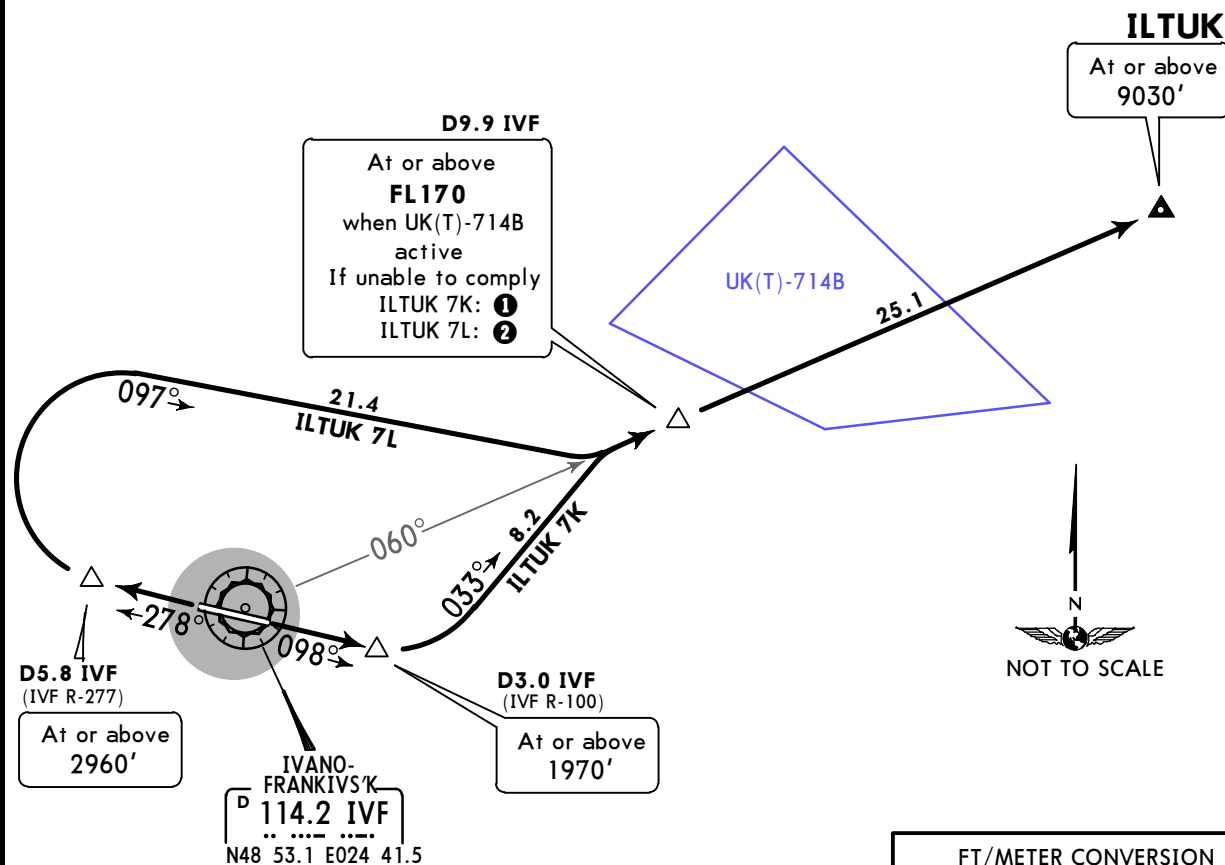 ILTUK
At or above
9030'
D9.9 IVF
At or above
FL170
when UK(T)-714B
active
If unable to comply
ILTUK 7K: ❶
ILTUK 7L: ❷
UK(T)-714B
25.1
097°
21.4
ILTUK 7L
060°
8.2
ILTUK 7K
033°
278°
098°
D5.8 IVF
(IVF R-277)
At or above
2960'
D3.0 IVF
(IVF R-100)
At or above
1970'
IVANO-
FRANKIVS'K
D 114.2 IVF
N48 53.1 E024 41.5
N
NOT TO SCALE
FT/METER CONVERSION